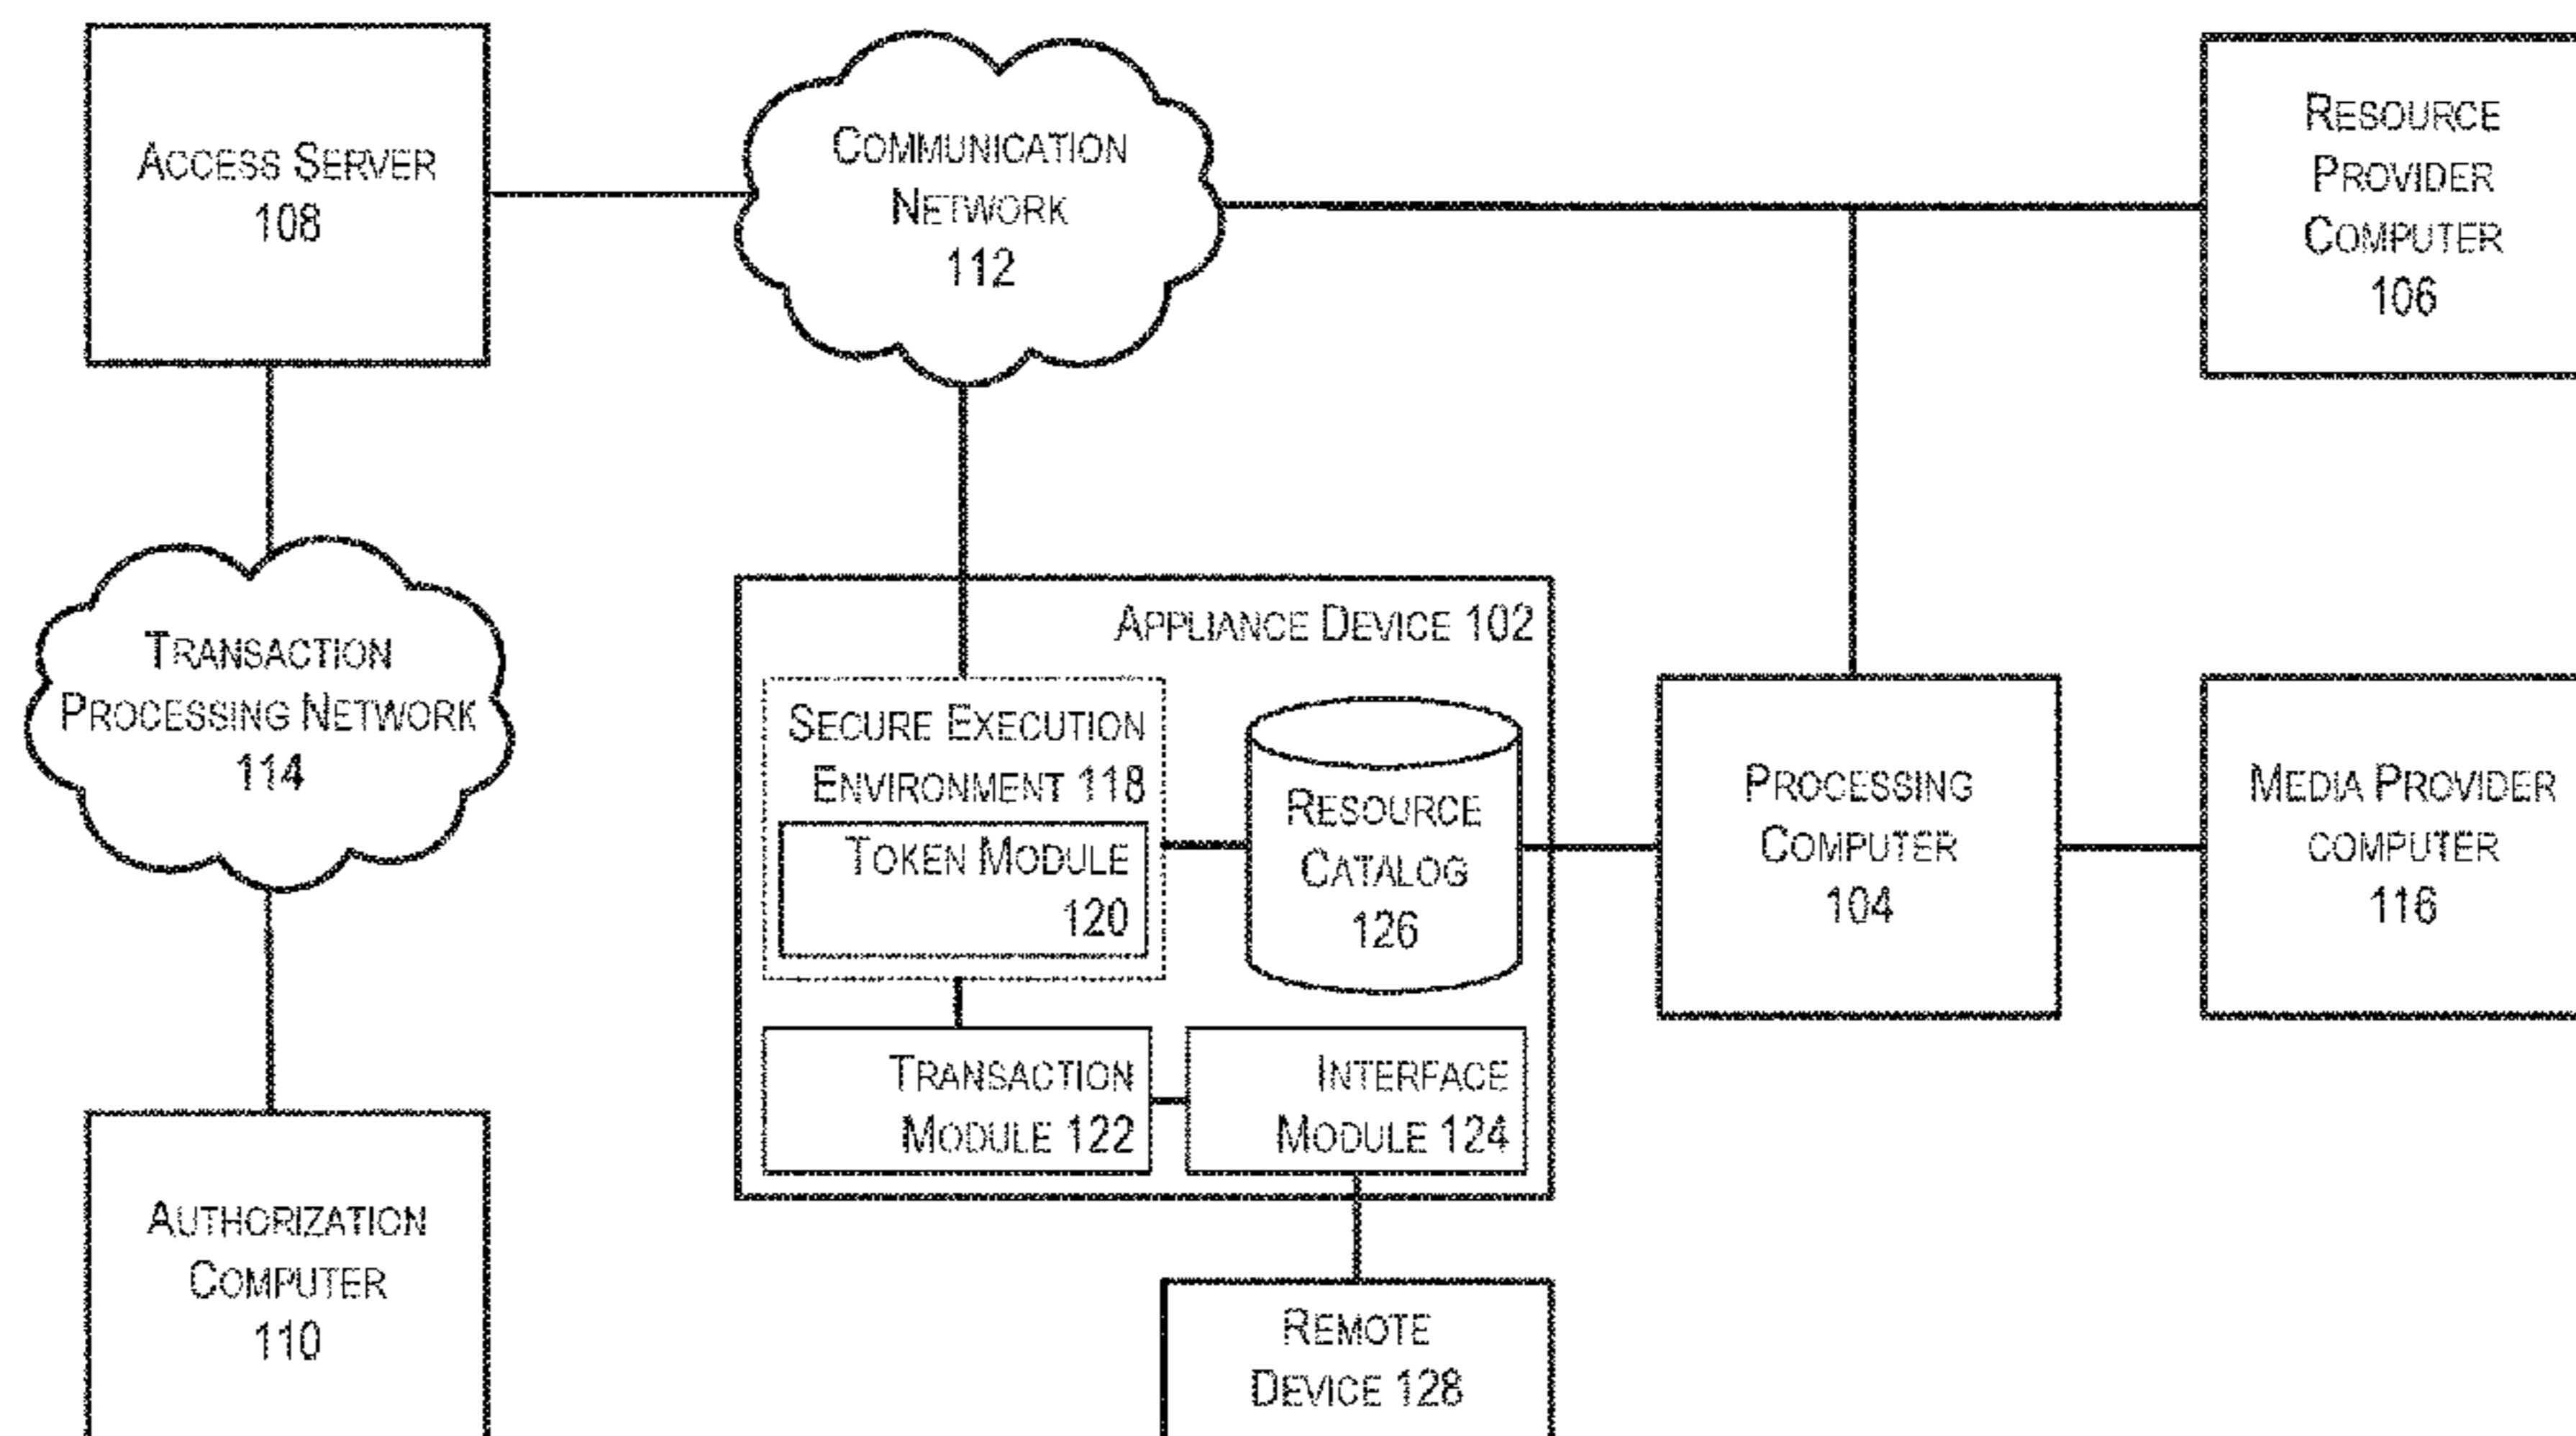 ACCESS SERVER
108
COMMUNICATION
NETWORK
112
RESOURCE
PROVIDER
COMPUTER
106
TRANSACTION
PROCESSING NETWORK
114
APPLIANCE DEVICE 102
SECURE EXECUTION
ENVIRONMENT 118
TOKEN MODULE
120
RESOURCE
CATALOG
126
PROCESSING
COMPUTER
104
MEDIA PROVIDER
COMPUTER
116
TRANSACTION
MODULE 122
INTERFACE
MODULE 124
AUTHORIZATION
COMPUTER
110
REMOTE
DEVICE 128